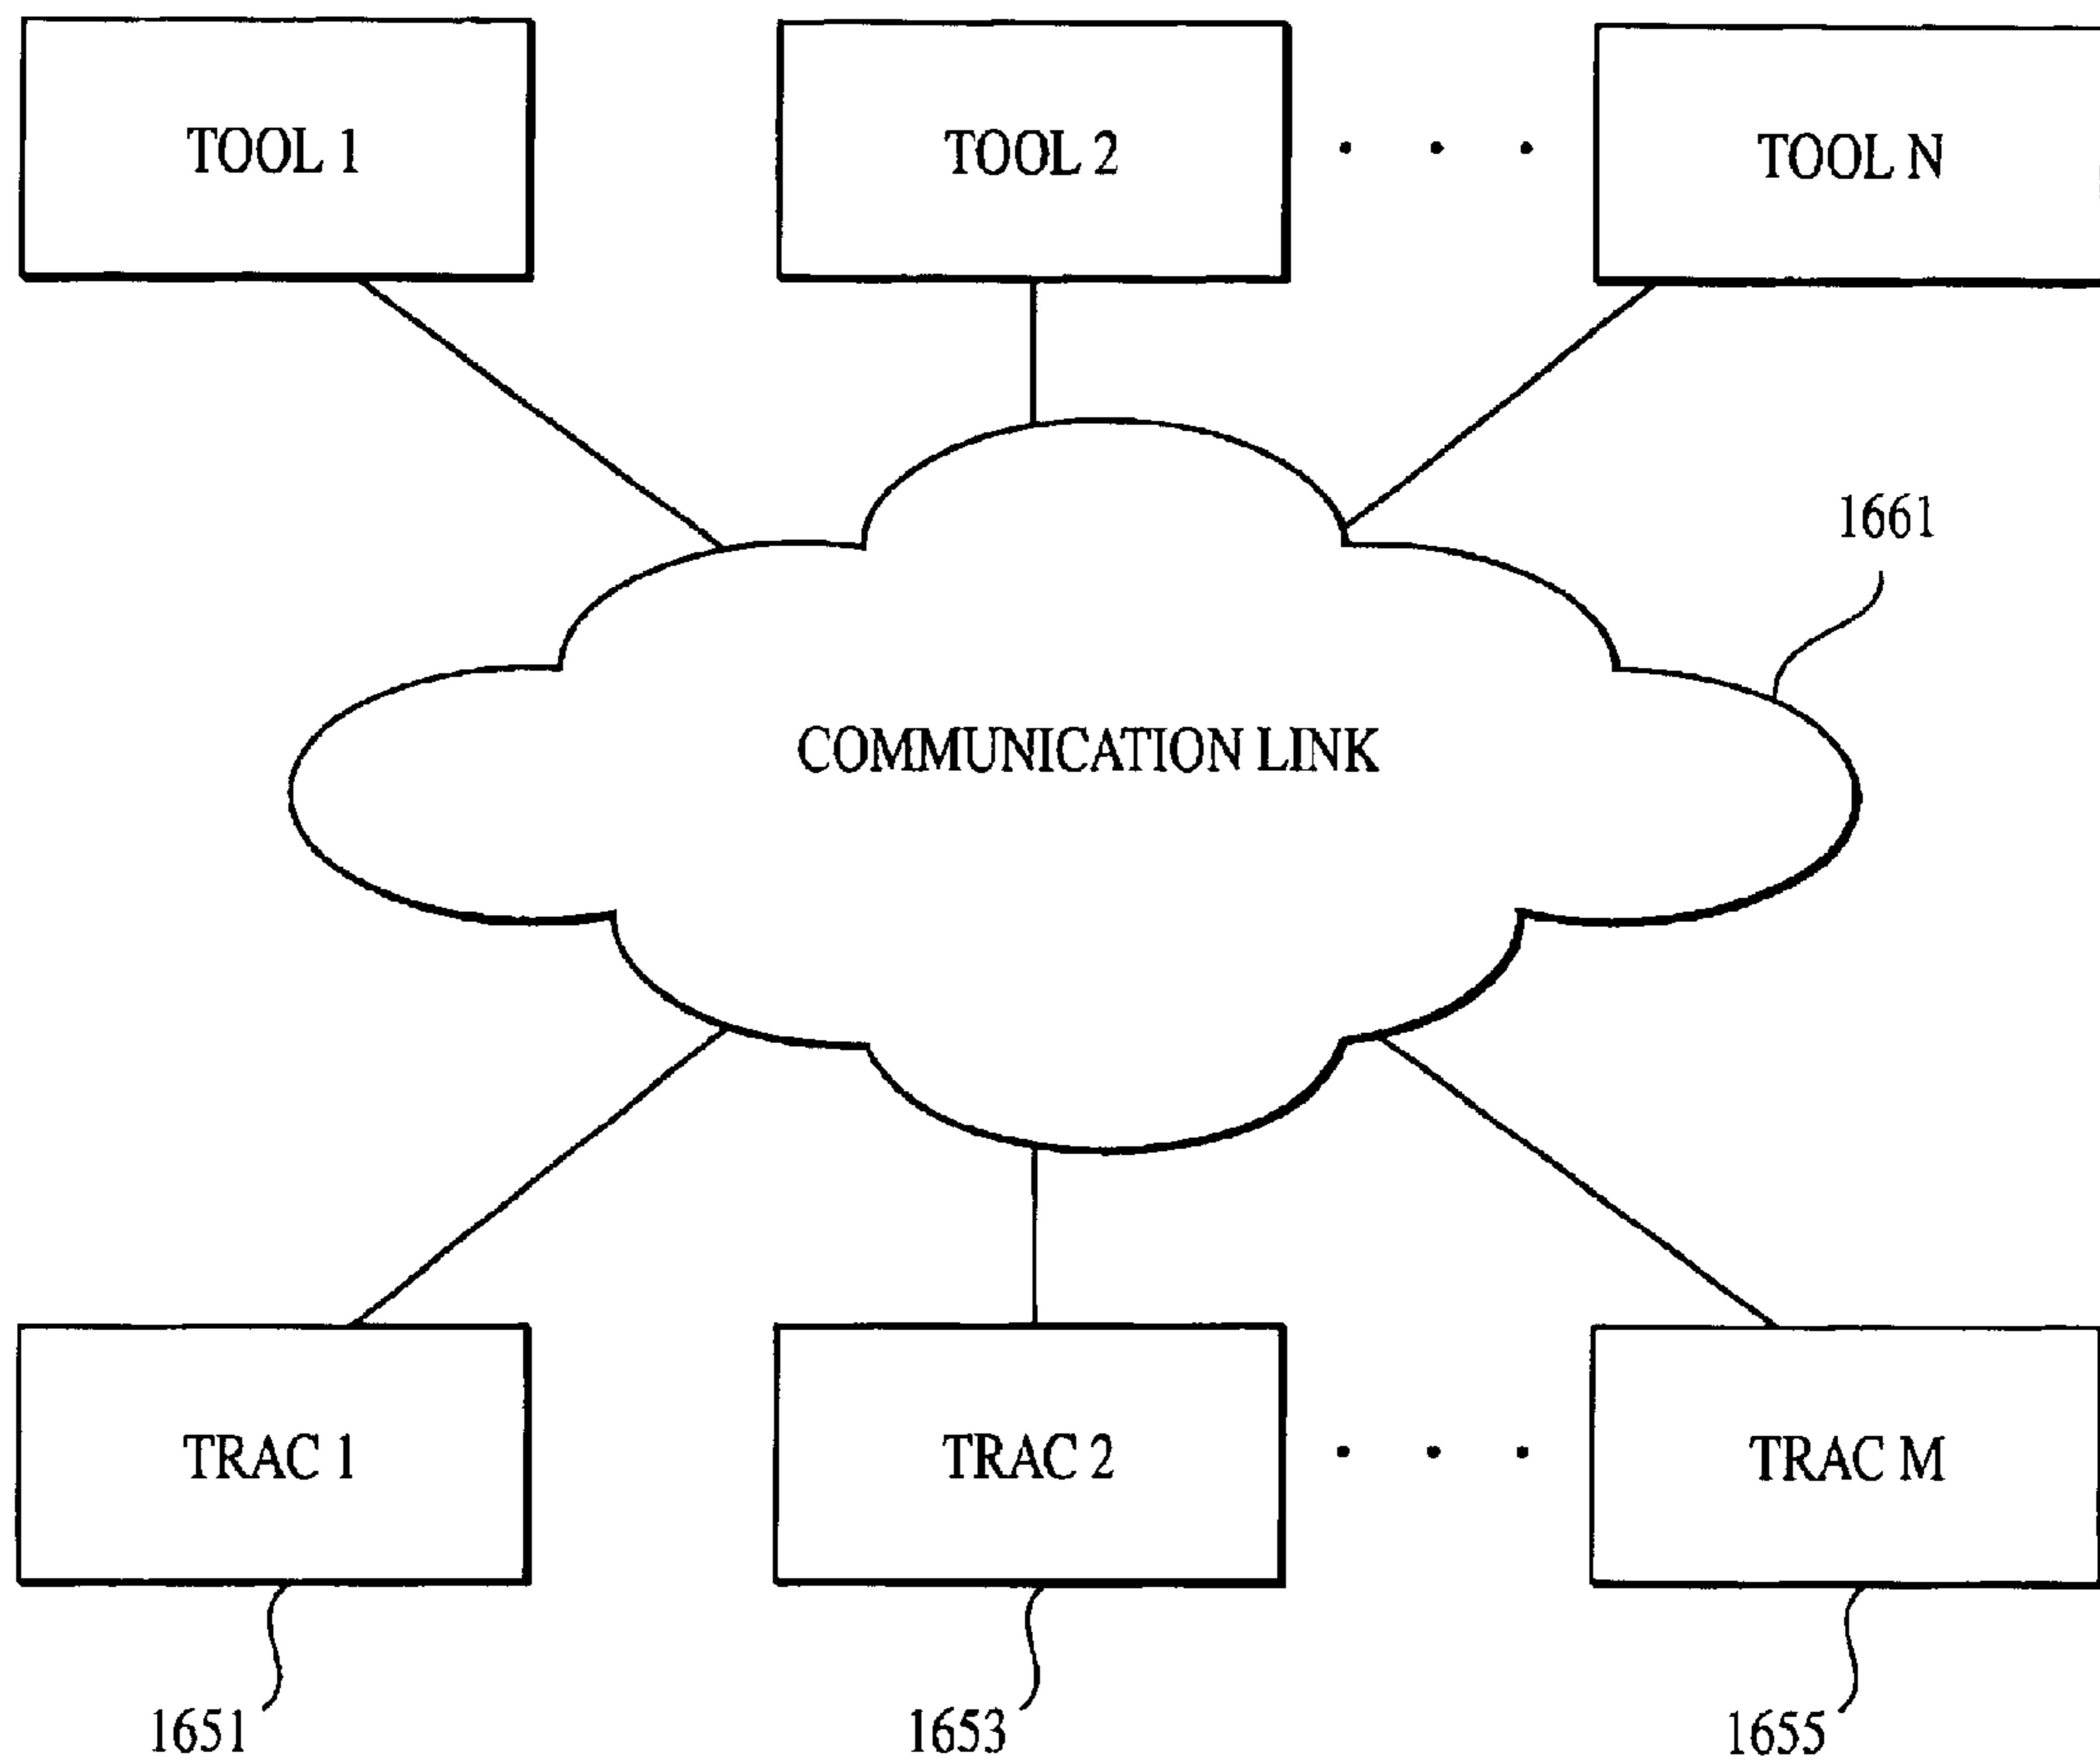 TOOL 1
TOOL 2
. . .
TOOL N
1661
COMMUNICATION LINK
TRAC 1
TRAC 2
. . .
TRAC M
1651
1653
1655